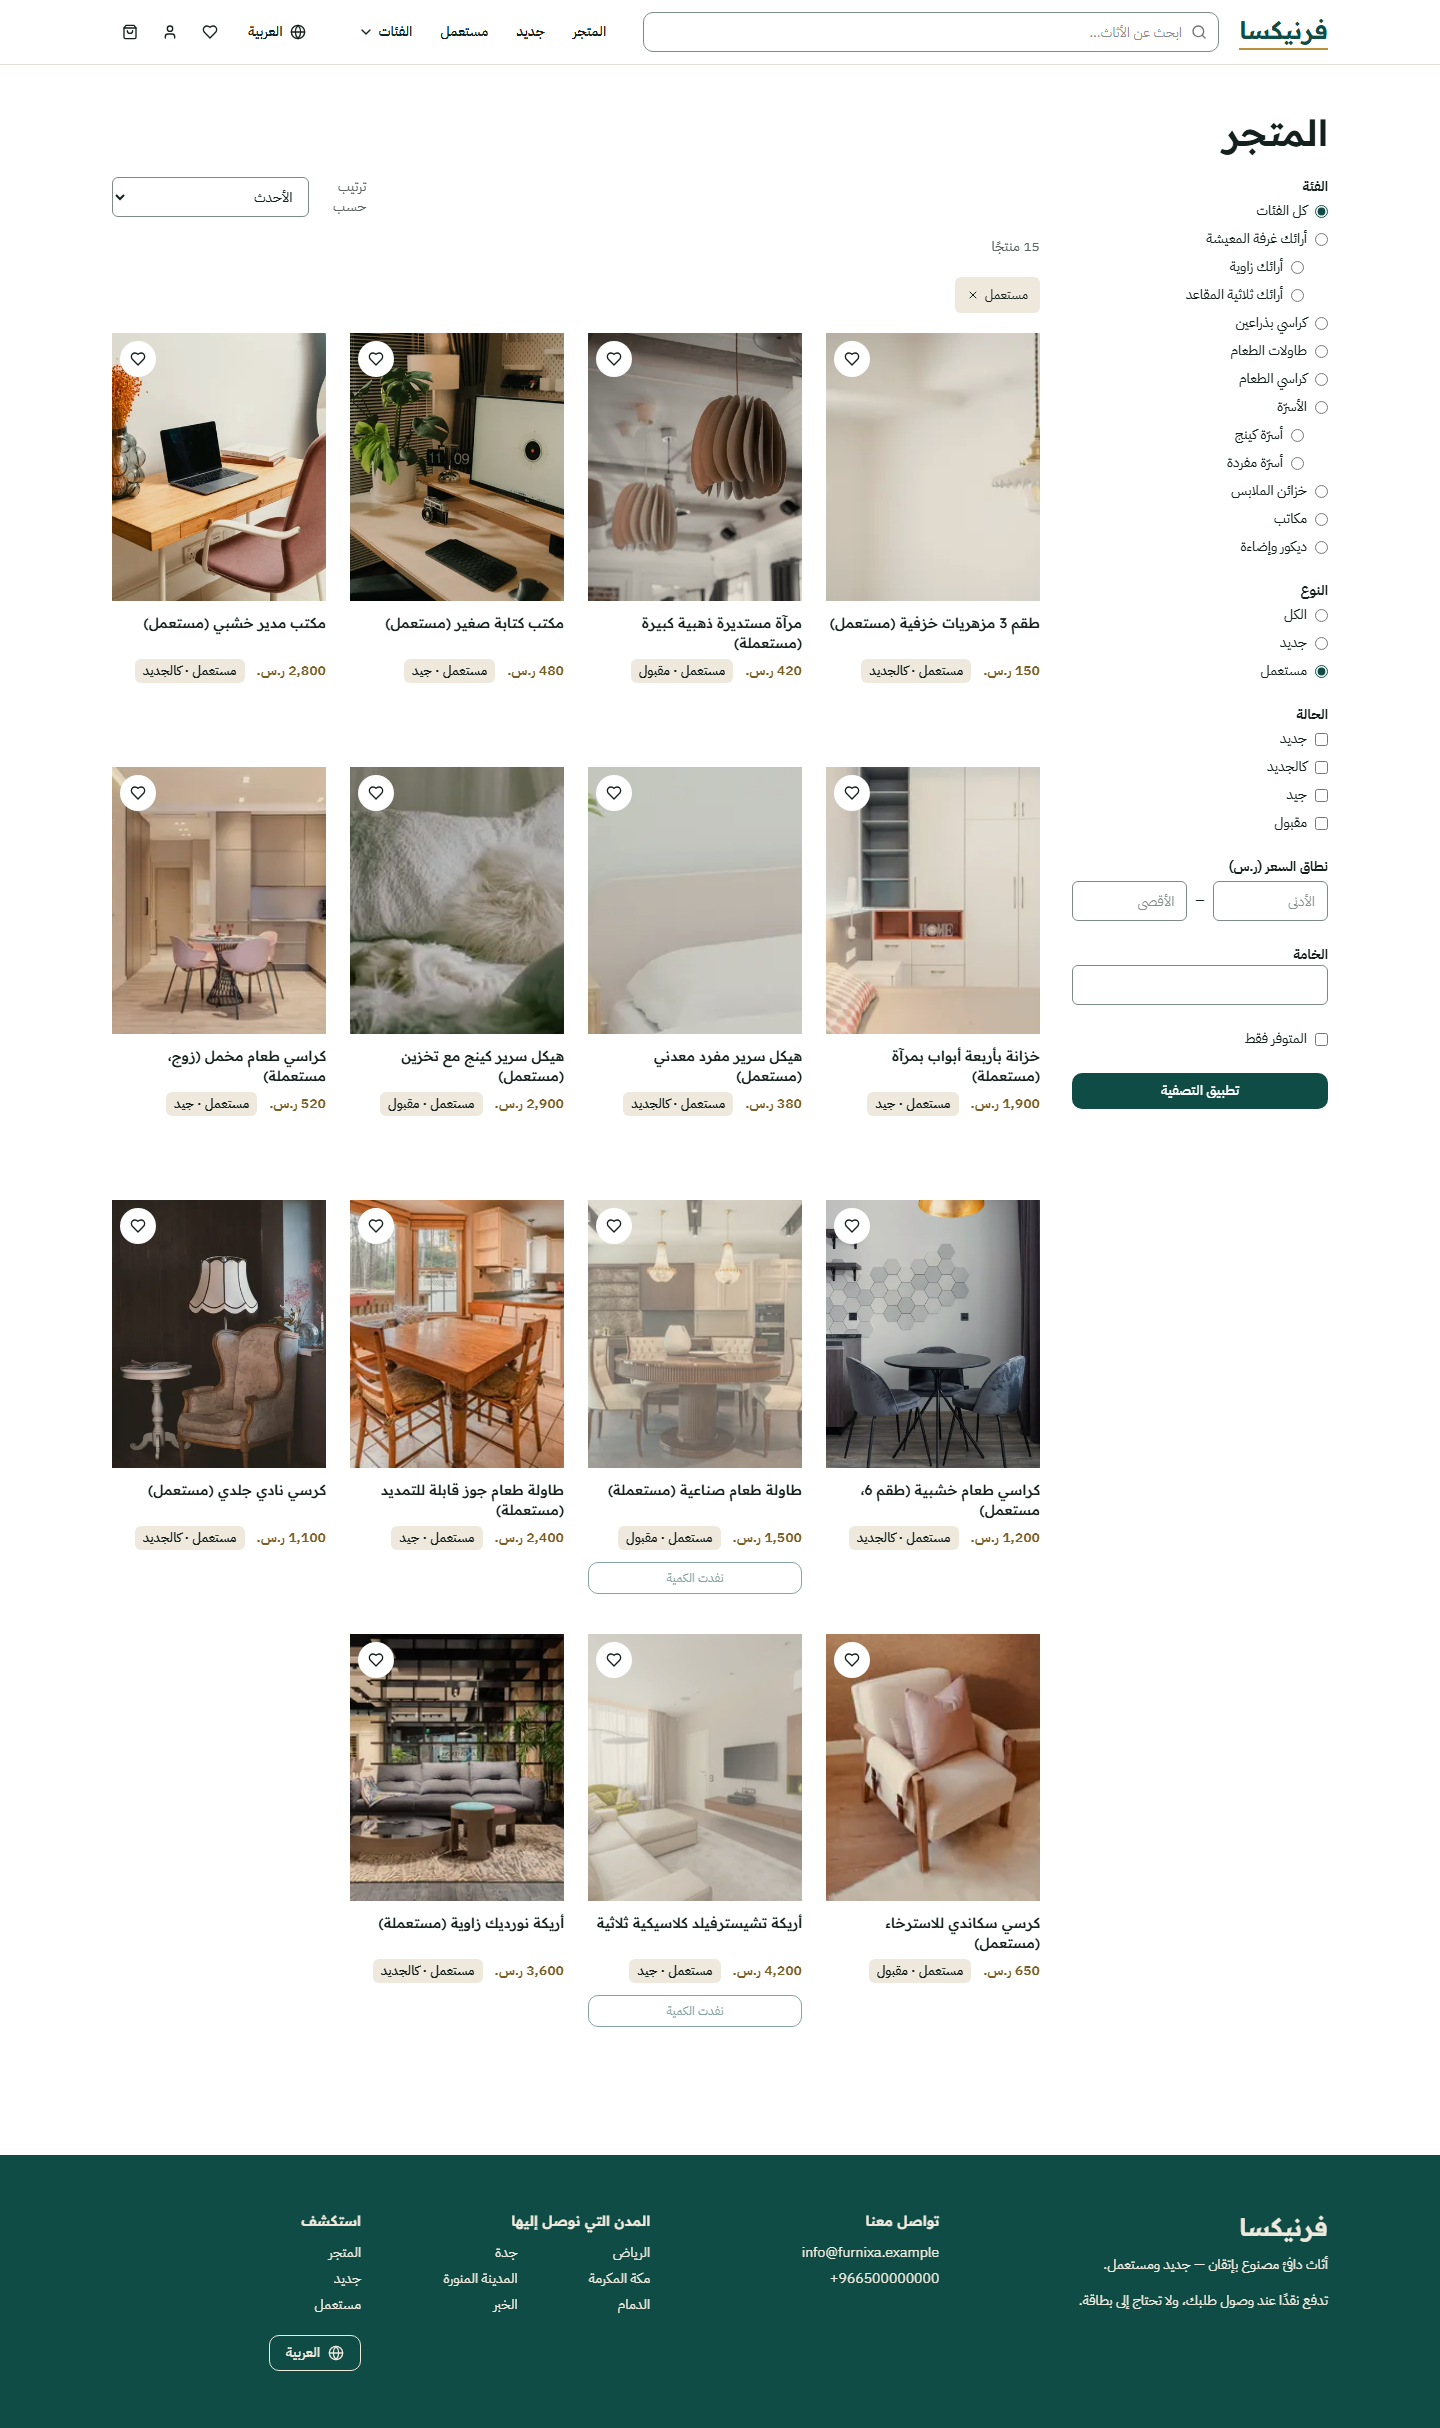 فرنيكسا
ابحث عن الأثاث...
المتجر
جديد
مستعمل
الفئات
العربية
المتجر
الفئة
كل الفئات
أرائك غرفة المعيشة
أرائك زاوية
أرائك ثلاثية المقاعد
كراسي بذراعين
طاولات الطعام
كراسي الطعام
الأسرّة
أسرّة كينج
أسرّة مفردة
خزائن الملابس
مكاتب
ديكور وإضاءة
النوع
الكل
جديد
مستعمل
الحالة
جديد
كالجديد
جيد
مقبول
نطاق السعر (ر.س)
الأدنى
–
الأقصى
الخامة
المتوفر فقط
تطبيق التصفية
ترتيب
حسب
الأحدث
15 منتجًا
مستعمل
طقم 3 مزهريات خزفية (مستعمل)
150 ر.س.
مستعمل · كالجديد
مرآة مستديرة ذهبية كبيرة
(مستعملة)
420 ر.س.
مستعمل · مقبول
11 09
مكتب كتابة صغير (مستعمل)
480 ر.س.
مستعمل · جيد
مكتب مدير خشبي (مستعمل)
2,800 ر.س.
مستعمل · كالجديد
HOME
خزانة بأربعة أبواب بمرآة
(مستعملة)
1,900 ر.س.
مستعمل · جيد
هيكل سرير مفرد معدني
(مستعمل)
380 ر.س.
مستعمل · كالجديد
هيكل سرير كينج مع تخزين
(مستعمل)
2,900 ر.س.
مستعمل · مقبول
كراسي طعام مخمل (زوج،
مستعملة)
520 ر.س.
مستعمل · جيد
كراسي طعام خشبية (طقم 6،
مستعمل)
1,200 ر.س.
مستعمل · كالجديد
طاولة طعام صناعية (مستعملة)
1,500 ر.س.
مستعمل · مقبول
نفدت الكمية
طاولة طعام جوز قابلة للتمديد
(مستعملة)
2,400 ر.س.
مستعمل · جيد
كرسي نادي جلدي (مستعمل)
1,100 ر.س.
مستعمل · كالجديد
كرسي سكاندي للاسترخاء
(مستعمل)
650 ر.س.
مستعمل · مقبول
أريكة تشيسترفيلد كلاسيكية ثلاثية
4,200 ر.س.
مستعمل · جيد
نفدت الكمية
أريكة نورديك زاوية (مستعملة)
3,600 ر.س.
مستعمل · كالجديد
فرنيكسا
أثاث دافئ مصنوع بإتقان — جديد ومستعمل.
تدفع نقدًا عند وصول طلبك، ولا تحتاج إلى بطاقة.
تواصل معنا
info@furnixa.example
+966500000000
المدن التي نوصل إليها
الرياض
جدة
مكة المكرمة
المدينة المنورة
الدمام
الخبر
استكشف
المتجر
جديد
مستعمل
العربية